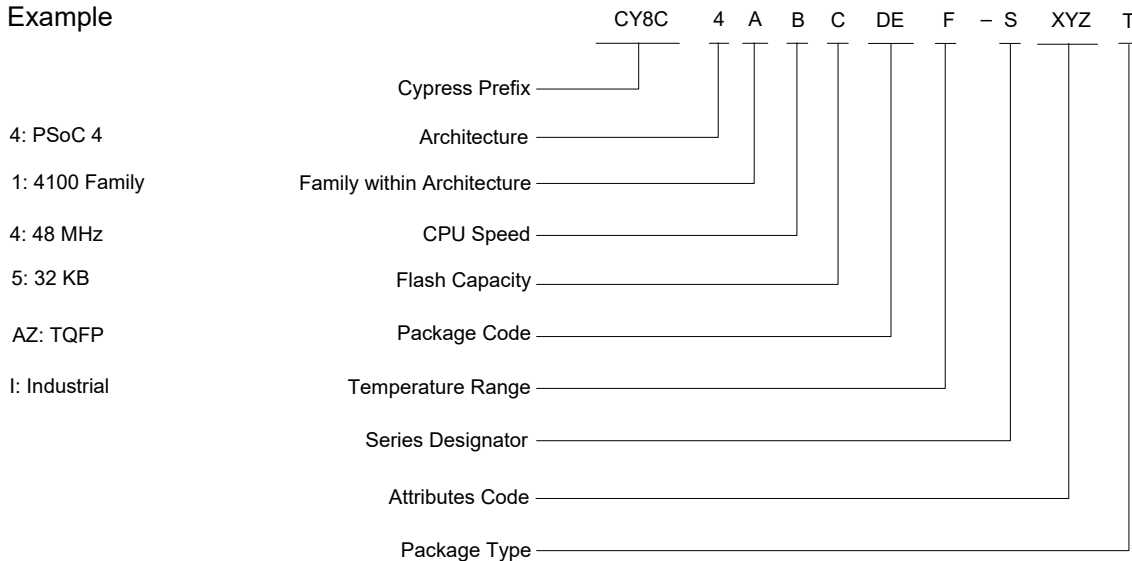 Example
CY8C 4 A B C DE F – S XYZ T
Cypress Prefix
4: PSoC 4 Architecture
1: 4100 Family Family within Architecture
4: 48 MHz CPU Speed
5: 32 KB Flash Capacity
AZ: TQFP Package Code
I: Industrial Temperature Range
Series Designator
Attributes Code
Package Type